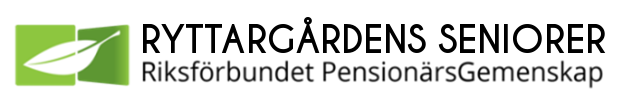 RYTTARGÅRDENS SENIORER
Riksförbundet PensionärsGemenskap